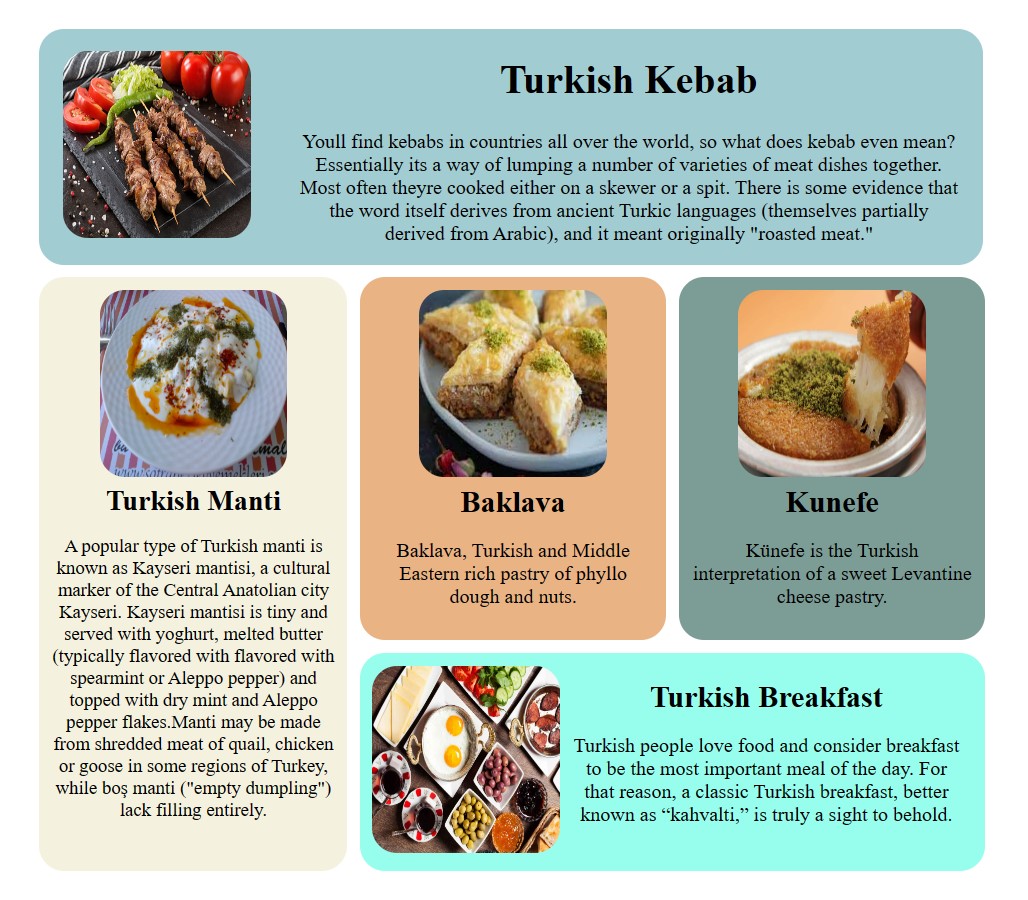 Turkish Kebab
Youll find kebabs in countries all over the world, so what does kebab even mean?
Essentially its a way of lumping a number of varieties of meat dishes together.
Most often theyre cooked either on a skewer or a spit. There is some evidence that
the word itself derives from ancient Turkic languages (themselves partially
derived from Arabic), and it meant originally "roasted meat."
Turkish Manti
A popular type of Turkish manti is
known as Kayseri mantisi, a cultural
marker of the Central Anatolian city
Kayseri. Kayseri mantisi is tiny and
served with yoghurt, melted butter
(typically flavored with flavored with
spearmint or Aleppo pepper) and
topped with dry mint and Aleppo
pepper flakes.Manti may be made
from shredded meat of quail, chicken
or goose in some regions of Turkey,
while boş manti ("empty dumpling")
lack filling entirely.
Baklava
Baklava, Turkish and Middle
Eastern rich pastry of phyllo
dough and nuts.
Kunefe
Künefe is the Turkish
interpretation of a sweet Levantine
cheese pastry.
Turkish Breakfast
Turkish people love food and consider breakfast
to be the most important meal of the day. For
that reason, a classic Turkish breakfast, better
known as “kahvalti,” is truly a sight to behold.